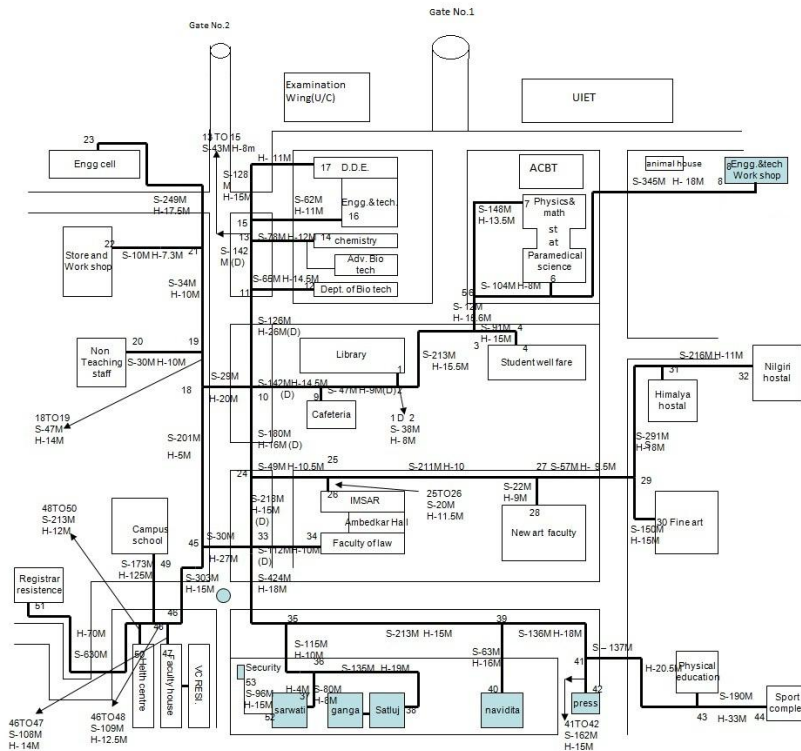 Gate No.1
Gate No.2
Examination
Wing(U/C)
UIET
23
13 TO 15
S-43M H-8m
Engg cell
H- 11M
17
D.D.E.
ACBT
animal house
Engg.&tech
Work shop
8
8
S-345M H- 18M
S-128
M
H-15M
S-62M
H-11M
Engg.& tech.
16
S-249M
H-17.5M
S-148M
H-13.5M
7
Physics&
math
st
at
Paramedical
science
6
15
13
S-78M H-12M
14
chemistry
S-142
M (D)
Adv. Bio
tech
22
Store and
Work shop
21
S-10M H-7.3M
S-65M H-14.5M
12
Dept. of Bio tech
11
S-104M H-8M
56
S-34M
H-10M
S-12M
H- 15.6M
S-91M
H- 15M
4
3
4
S-126M
H-26M(D)
20
19
Non
Teaching
staff
S-30M H-10M
Library
1
S-213M
H-15.5M
Student well fare
S-216M H-11M
Nilgiri
hostal
31
32
Himalya
hostal
S-29M
H-20M
18
S-142M H-14.5M
(D)
10
S- 47M H-9M(D)
2
9
Cafeteria
1 D 2
S- 38M
H- 8M
18TO19
S-47M
H-14M
S-201M
H-5M
S-180M
H-16M (D)
S-291M
H-18M
S
25
24
S-49M H-10.5M
S-211M H-10
27 S-57M H- 9.5M
29
S-22M
H-9M
28
New art faculty
26
IMSAR
Ambedkar Hall
Faculty of law
25TO26
S-20M
H-11.5M
S-218M
H-15M
(D)
S-150M
H-15M
30 Fine art
48TO50
S-213M
H-12M
Campus
school
45
S-30M
H-27M
33
34
S-112M H-10M
(D)
49
S-173M
H-125M
S-303M
H-15M
S-424M
H-18M
Registrar
resistence
51
46
48
35
39
H-70M
S-630M
50
47
Helth centre
Faculty house
VC RESI.
S-115M
H-10M
S-213M H-15M
S-136M H-18M
S – 137M
H-20.5M
36
S-63M
H-16M
41
Security
53
S-135M H-19M
Physical
education
S-96M
H-15M
52
H-4M
37
S-80M
H-8M
38
sarwati
ganga
Satluj
40
navidita
42
press
S-190M
H-33M
43
44
Sport
comple
46TO47
S-108M
H- 14M
46TO48
S-109M
H-12.5M
41TO42
S-162M
H-15M